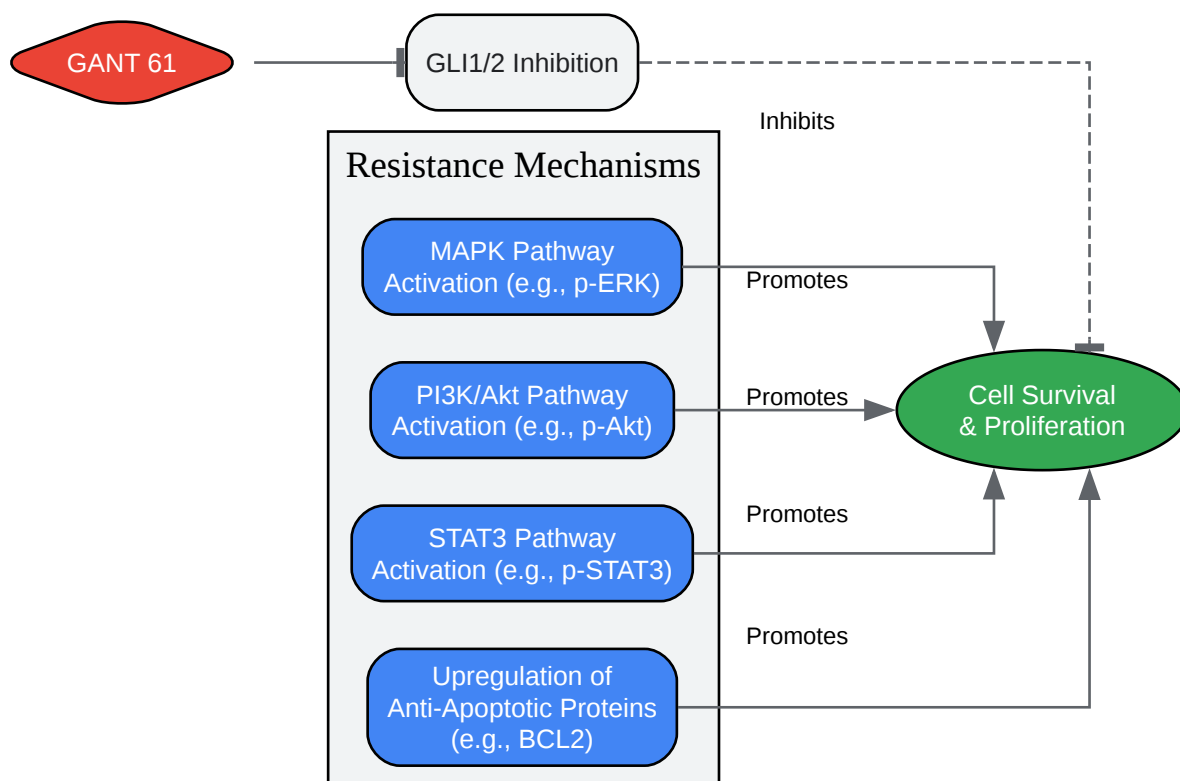 GANT 61
GLI1/2 Inhibition
Inhibits
Resistance Mechanisms
MAPK Pathway
Activation (e.g., p-ERK)
Promotes
PI3K/Akt Pathway
Activation (e.g., p-Akt)
Promotes
Cell Survival
& Proliferation
STAT3 Pathway
Activation (e.g., p-STAT3)
Promotes
Upregulation of
Anti-Apoptotic Proteins
(e.g., BCL2)
Promotes